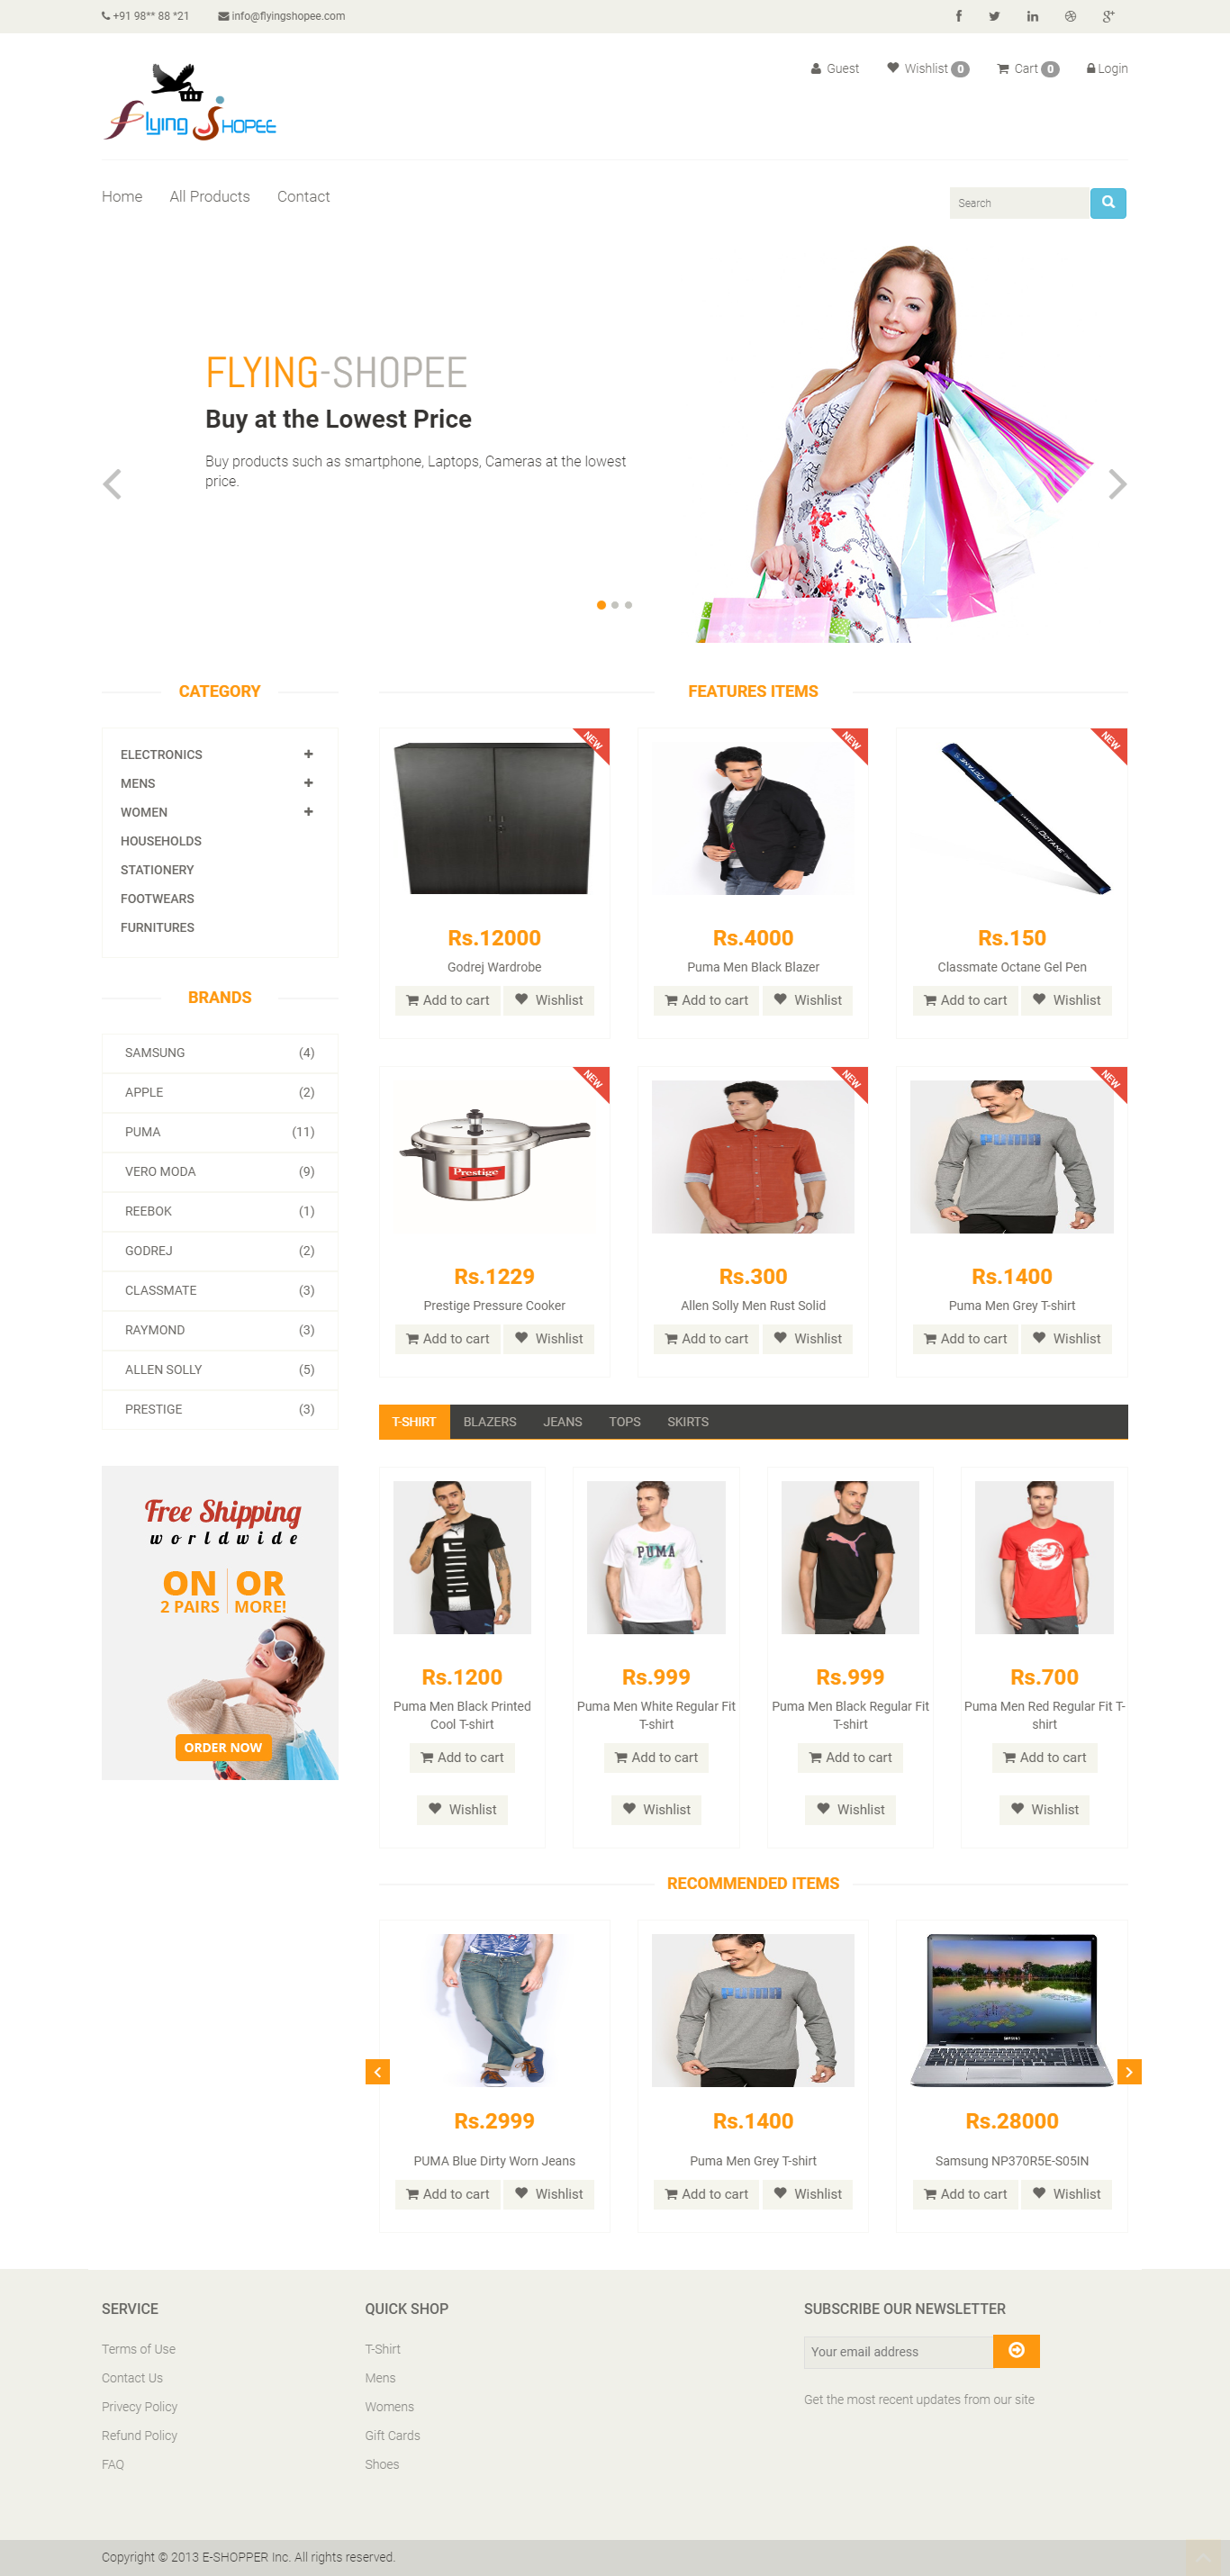 +91 98** 88 *21 info@flyingshopee.com
Flying Shopee
Guest Wishlist 0 Cart 0 Login
Home All Products Contact
Search
FLYING-SHOPEE
Buy at the Lowest Price
Buy products such as smartphone, Laptops, Cameras at the lowest
price.
CATEGORY
ELECTRONICS
MENS
WOMEN
HOUSEHOLDS
STATIONERY
FOOTWEARS
FURNITURES
BRANDS
SAMSUNG (4)
APPLE (2)
PUMA (11)
VERO MODA (9)
REEBOK (1)
GODREJ (2)
CLASSMATE (3)
RAYMOND (3)
ALLEN SOLLY (5)
PRESTIGE (3)
Free Shipping
worldwide
ON OR
2 PAIRS MORE!
ORDER NOW
FEATURES ITEMS
NEW NEW NEW
OCTANE
OCTANE
Rs.12000 Rs.4000 Rs.150
Godrej Wardrobe Puma Men Black Blazer Classmate Octane Gel Pen
Add to cart Wishlist Add to cart Wishlist Add to cart Wishlist
NEW NEW NEW
Prestige PUMA
Rs.1229 Rs.300 Rs.1400
Prestige Pressure Cooker Allen Solly Men Rust Solid Puma Men Grey T-shirt
Add to cart Wishlist Add to cart Wishlist Add to cart Wishlist
T-SHIRT BLAZERS JEANS TOPS SKIRTS
PUMA
Rs.1200 Rs.999 Rs.999 Rs.700
Puma Men Black Printed Puma Men White Regular Fit Puma Men Black Regular Fit Puma Men Red Regular Fit T-
Cool T-shirt T-shirt T-shirt shirt
Add to cart Add to cart Add to cart Add to cart
Wishlist Wishlist Wishlist Wishlist
RECOMMENDED ITEMS
PUMA
Rs.2999 Rs.1400 Rs.28000
PUMA Blue Dirty Worn Jeans Puma Men Grey T-shirt Samsung NP370R5E-S05IN
Add to cart Wishlist Add to cart Wishlist Add to cart Wishlist
SERVICE
Terms of Use
Contact Us
Privecy Policy
Refund Policy
FAQ
QUICK SHOP
T-Shirt
Mens
Womens
Gift Cards
Shoes
SUBSCRIBE OUR NEWSLETTER
Your email address
Get the most recent updates from our site
Copyright © 2013 E-SHOPPER Inc. All rights reserved.